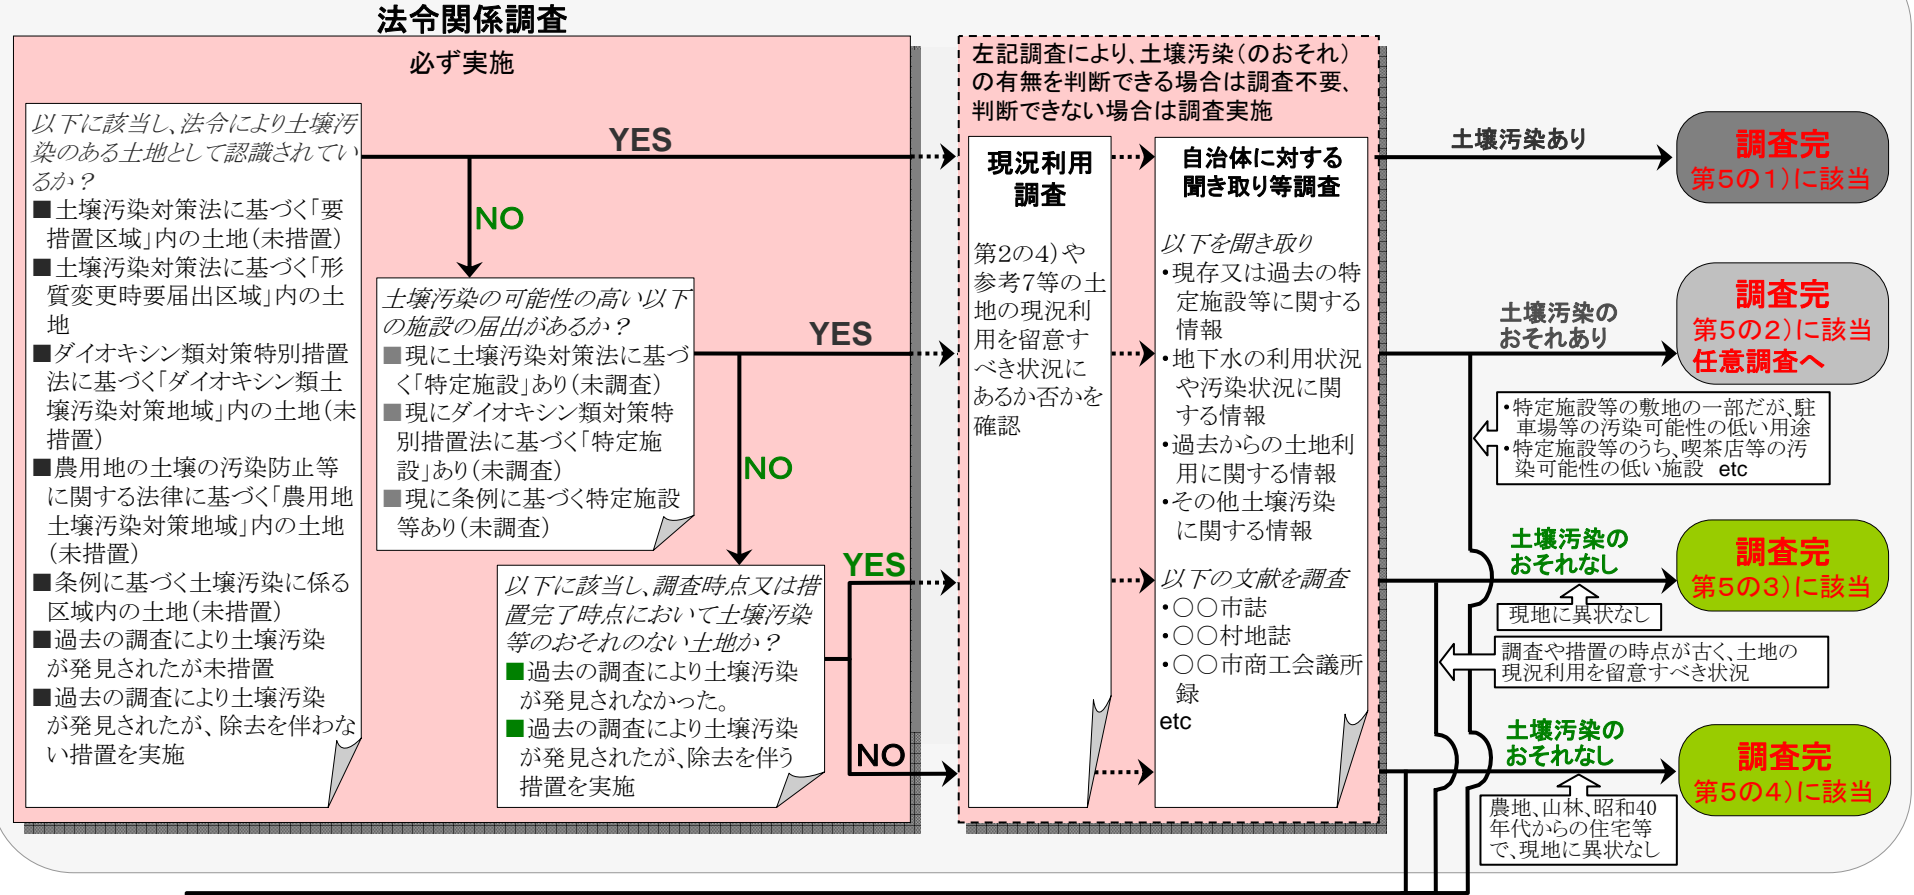 法令関係調査
必ず実施
以下に該当し、法令により土壌汚
染のある土地として認識されてい
るか？
■土壌汚染対策法に基づく「要
措置区域」内の土地（未措置）
■土壌汚染対策法に基づく「形
質変更時要届出区域」内の土
地
■ダイオキシン類対策特別措置
法に基づく「ダイオキシン類土
壌汚染対策地域」内の土地（未
措置）
■農用地の土壌の汚染防止等
に関する法律に基づく「農用地
土壌汚染対策地域」内の土地
（未措置）
■条例に基づく土壌汚染に係る
区域内の土地（未措置）
■過去の調査により土壌汚染
が発見されたが未措置
■過去の調査により土壌汚染
が発見されたが、除去を伴わな
い措置を実施
YES
NO
土壌汚染の可能性の高い以下
の施設の届出があるか？
■現に土壌汚染対策法に基づ
く「特定施設」あり（未調査）
■現にダイオキシン類対策特
別措置法に基づく「特定施
設」あり（未調査）
■現に条例に基づく特定施設
等あり（未調査）
YES
NO
以下に該当し、調査時点又は措
置完了時点において土壌汚染
等のおそれのない土地か？
■過去の調査により土壌汚染
が発見されなかった。
■過去の調査により土壌汚染
が発見されたが、除去を伴う
措置を実施
YES
NO
左記調査により、土壌汚染（のおそれ）
の有無を判断できる場合は調査不要、
判断できない場合は調査実施
現況利用
調査
第2の4）や
参考7等の土
地の現況利
用を留意す
べき状況に
あるか否かを
確認
自治体に対する
聞き取り等調査
以下を聞き取り
・現存又は過去の特
定施設等に関する
情報
・地下水の利用状況
や汚染状況に関
する情報
・過去からの土地利
用に関する情報
・その他土壌汚染
に関する情報
以下の文献を調査
・〇〇市誌
・〇〇村地誌
・〇〇市商工会議所
録
etc
土壌汚染あり
調査完
第5の1）に該当
土壌汚染の
おそれあり
調査完
第5の2）に該当
任意調査へ
・特定施設等の敷地の一部だが、駐
車場等の汚染可能性の低い用途
・特定施設等のうち、喫茶店等の汚
染可能性の低い施設 etc
土壌汚染の
おそれなし
調査完
第5の3）に該当
現地に異状なし
調査や措置の時点が古く、土地の
現況利用を留意すべき状況
土壌汚染の
おそれなし
調査完
第5の4）に該当
農地、山林、昭和40
年代からの住宅等
で、現地に異状なし